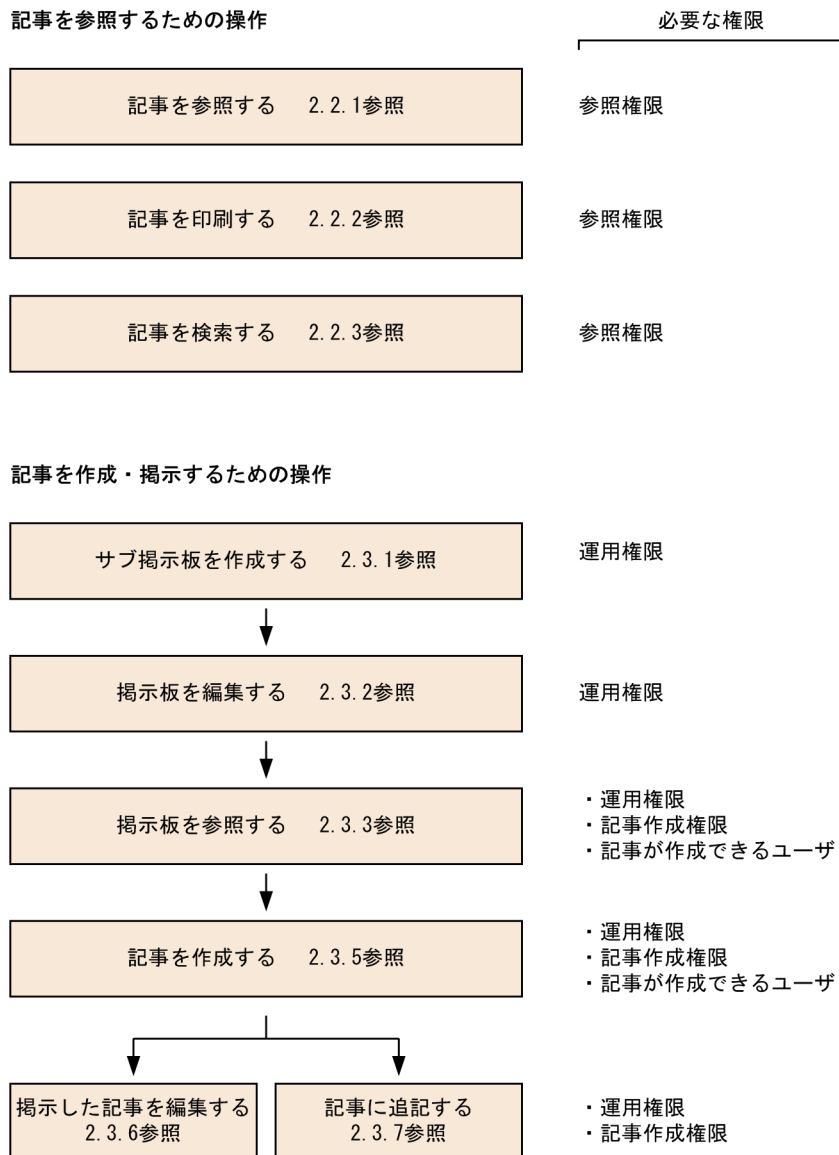 記事を参照するための操作
必要な権限
記事を参照する 2.2.1参照
参照権限
記事を印刷する 2.2.2参照
参照権限
記事を検索する 2.2.3参照
参照権限
記事を作成・掲示するための操作
サブ掲示板を作成する 2.3.1参照
運用権限
掲示板を編集する 2.3.2参照
運用権限
掲示板を参照する 2.3.3参照
・運用権限
・記事作成権限
・記事が作成できるユーザ
記事を作成する 2.3.5参照
・運用権限
・記事作成権限
・記事が作成できるユーザ
掲示した記事を編集する
2.3.6参照
記事に追記する
2.3.7参照
・運用権限
・記事作成権限